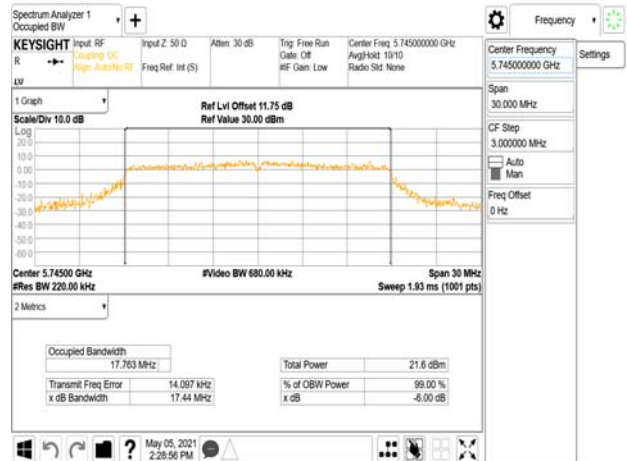 Spectrum Analyzer 1
Occupied BW
Frequency
KEYSIGHT
Input: RF
Coupling: DC
Align: Auto/No RF
Input Z: 50 Ω
Freq Ref: Int (S)
Atten: 30 dB
Trig: Free Run
Gate: Off
#IF Gain: Low
Center Freq: 5.745000000 GHz
Avg|Hold: 10/10
Radio Std: None
R
LXI
1 Graph
Scale/Div 10.0 dB
Ref Lvl Offset 11.75 dB
Ref Value 30.00 dBm
Log
20.0
10.0
0.00
-10.0
-20.0
-30.0
-40.0
-50.0
-60.0
Center 5.74500 GHz
#Res BW 220.00 kHz
#Video BW 680.00 kHz
Span 30 MHz
Sweep 1.93 ms (1001 pts)
2 Metrics
Occupied Bandwidth
17.763 MHz
Transmit Freq Error 14.097 kHz
x dB Bandwidth 17.44 MHz
Total Power 21.6 dBm
% of OBW Power 99.00 %
x dB -6.00 dB
Center Frequency
5.745000000 GHz
Settings
Span
30.000 MHz
CF Step
3.000000 MHz
Auto
Man
Freq Offset
0 Hz
?
May 05, 2021
2:28:56 PM